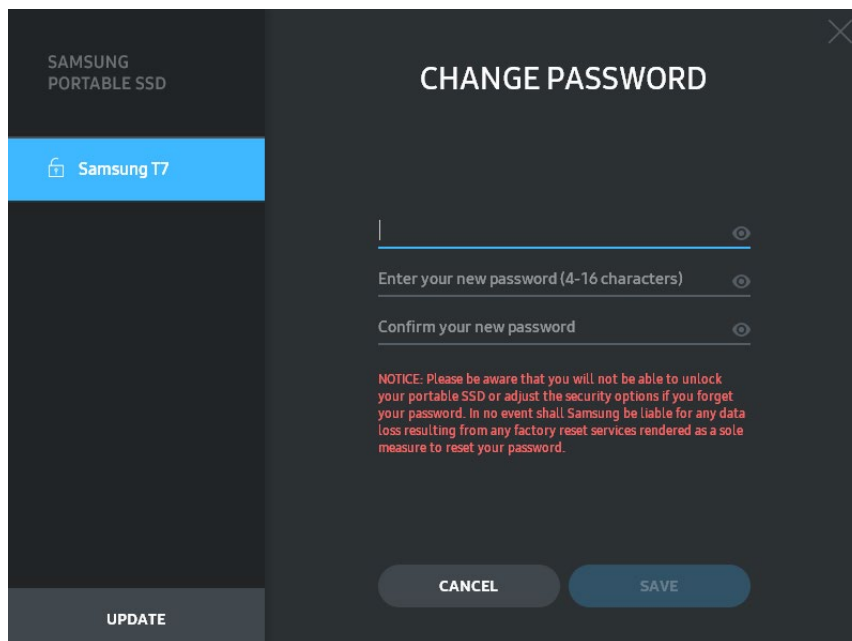 SAMSUNG
PORTABLE SSD
Samsung T7
UPDATE
CHANGE PASSWORD
Enter your new password (4-16 characters)
Confirm your new password
NOTICE: Please be aware that you will not be able to unlock
your portable SSD or adjust the security options if you forget
your password. In no event shall Samsung be liable for any data
loss resulting from any factory reset services rendered as a sole
measure to reset your password.
CANCEL
SAVE